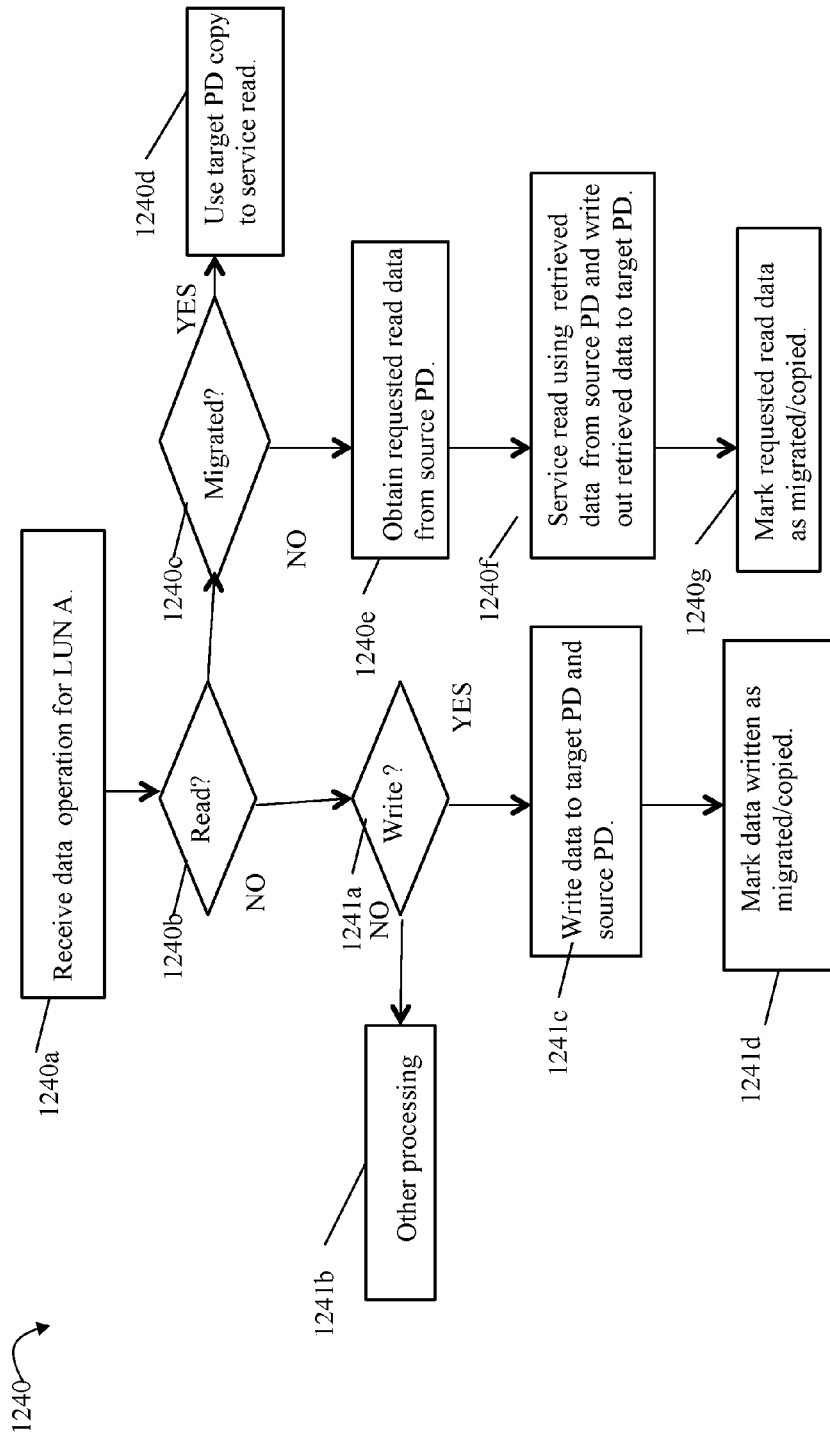 1240
1240a
Receive data operation for LUN A.
1240b
Read?
NO
1240c
Migrated?
YES
NO
1240d
Use target PD copy
to service read.
1240e
Obtain requested read data
from source PD.
1240f
Service read using retrieved
data from source PD and write
out retrieved data to target PD.
1240g
Mark requested read data
as migrated/copied.
1241a
Write ?
NO
YES
1241b
Other processing
1241c
Write data to target PD and
source PD.
1241d
Mark data written as
migrated/copied.